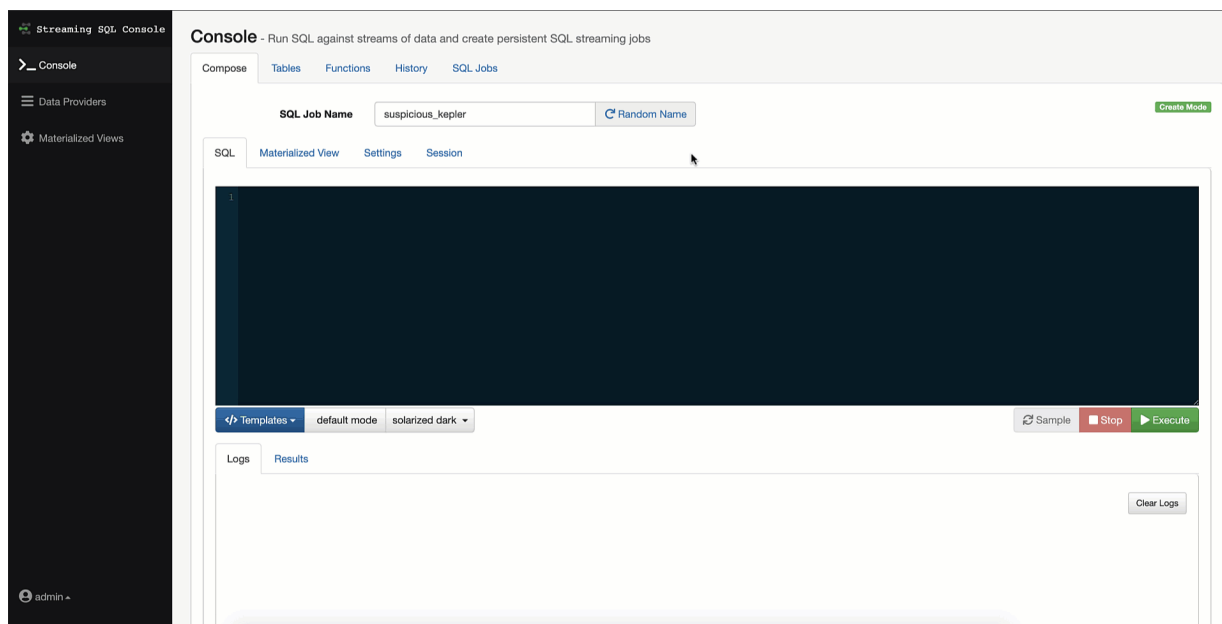 Streaming SQL Console
Console
Data Providers
Materialized Views
admin
Console - Run SQL against streams of data and create persistent SQL streaming jobs
Compose Tables Functions History SQL Jobs
SQL Job Name suspicious_kepler Random Name Create Mode
SQL Materialized View Settings Session
1
</> Templates default mode solarized dark Sample Stop Execute
Logs Results
Clear Logs